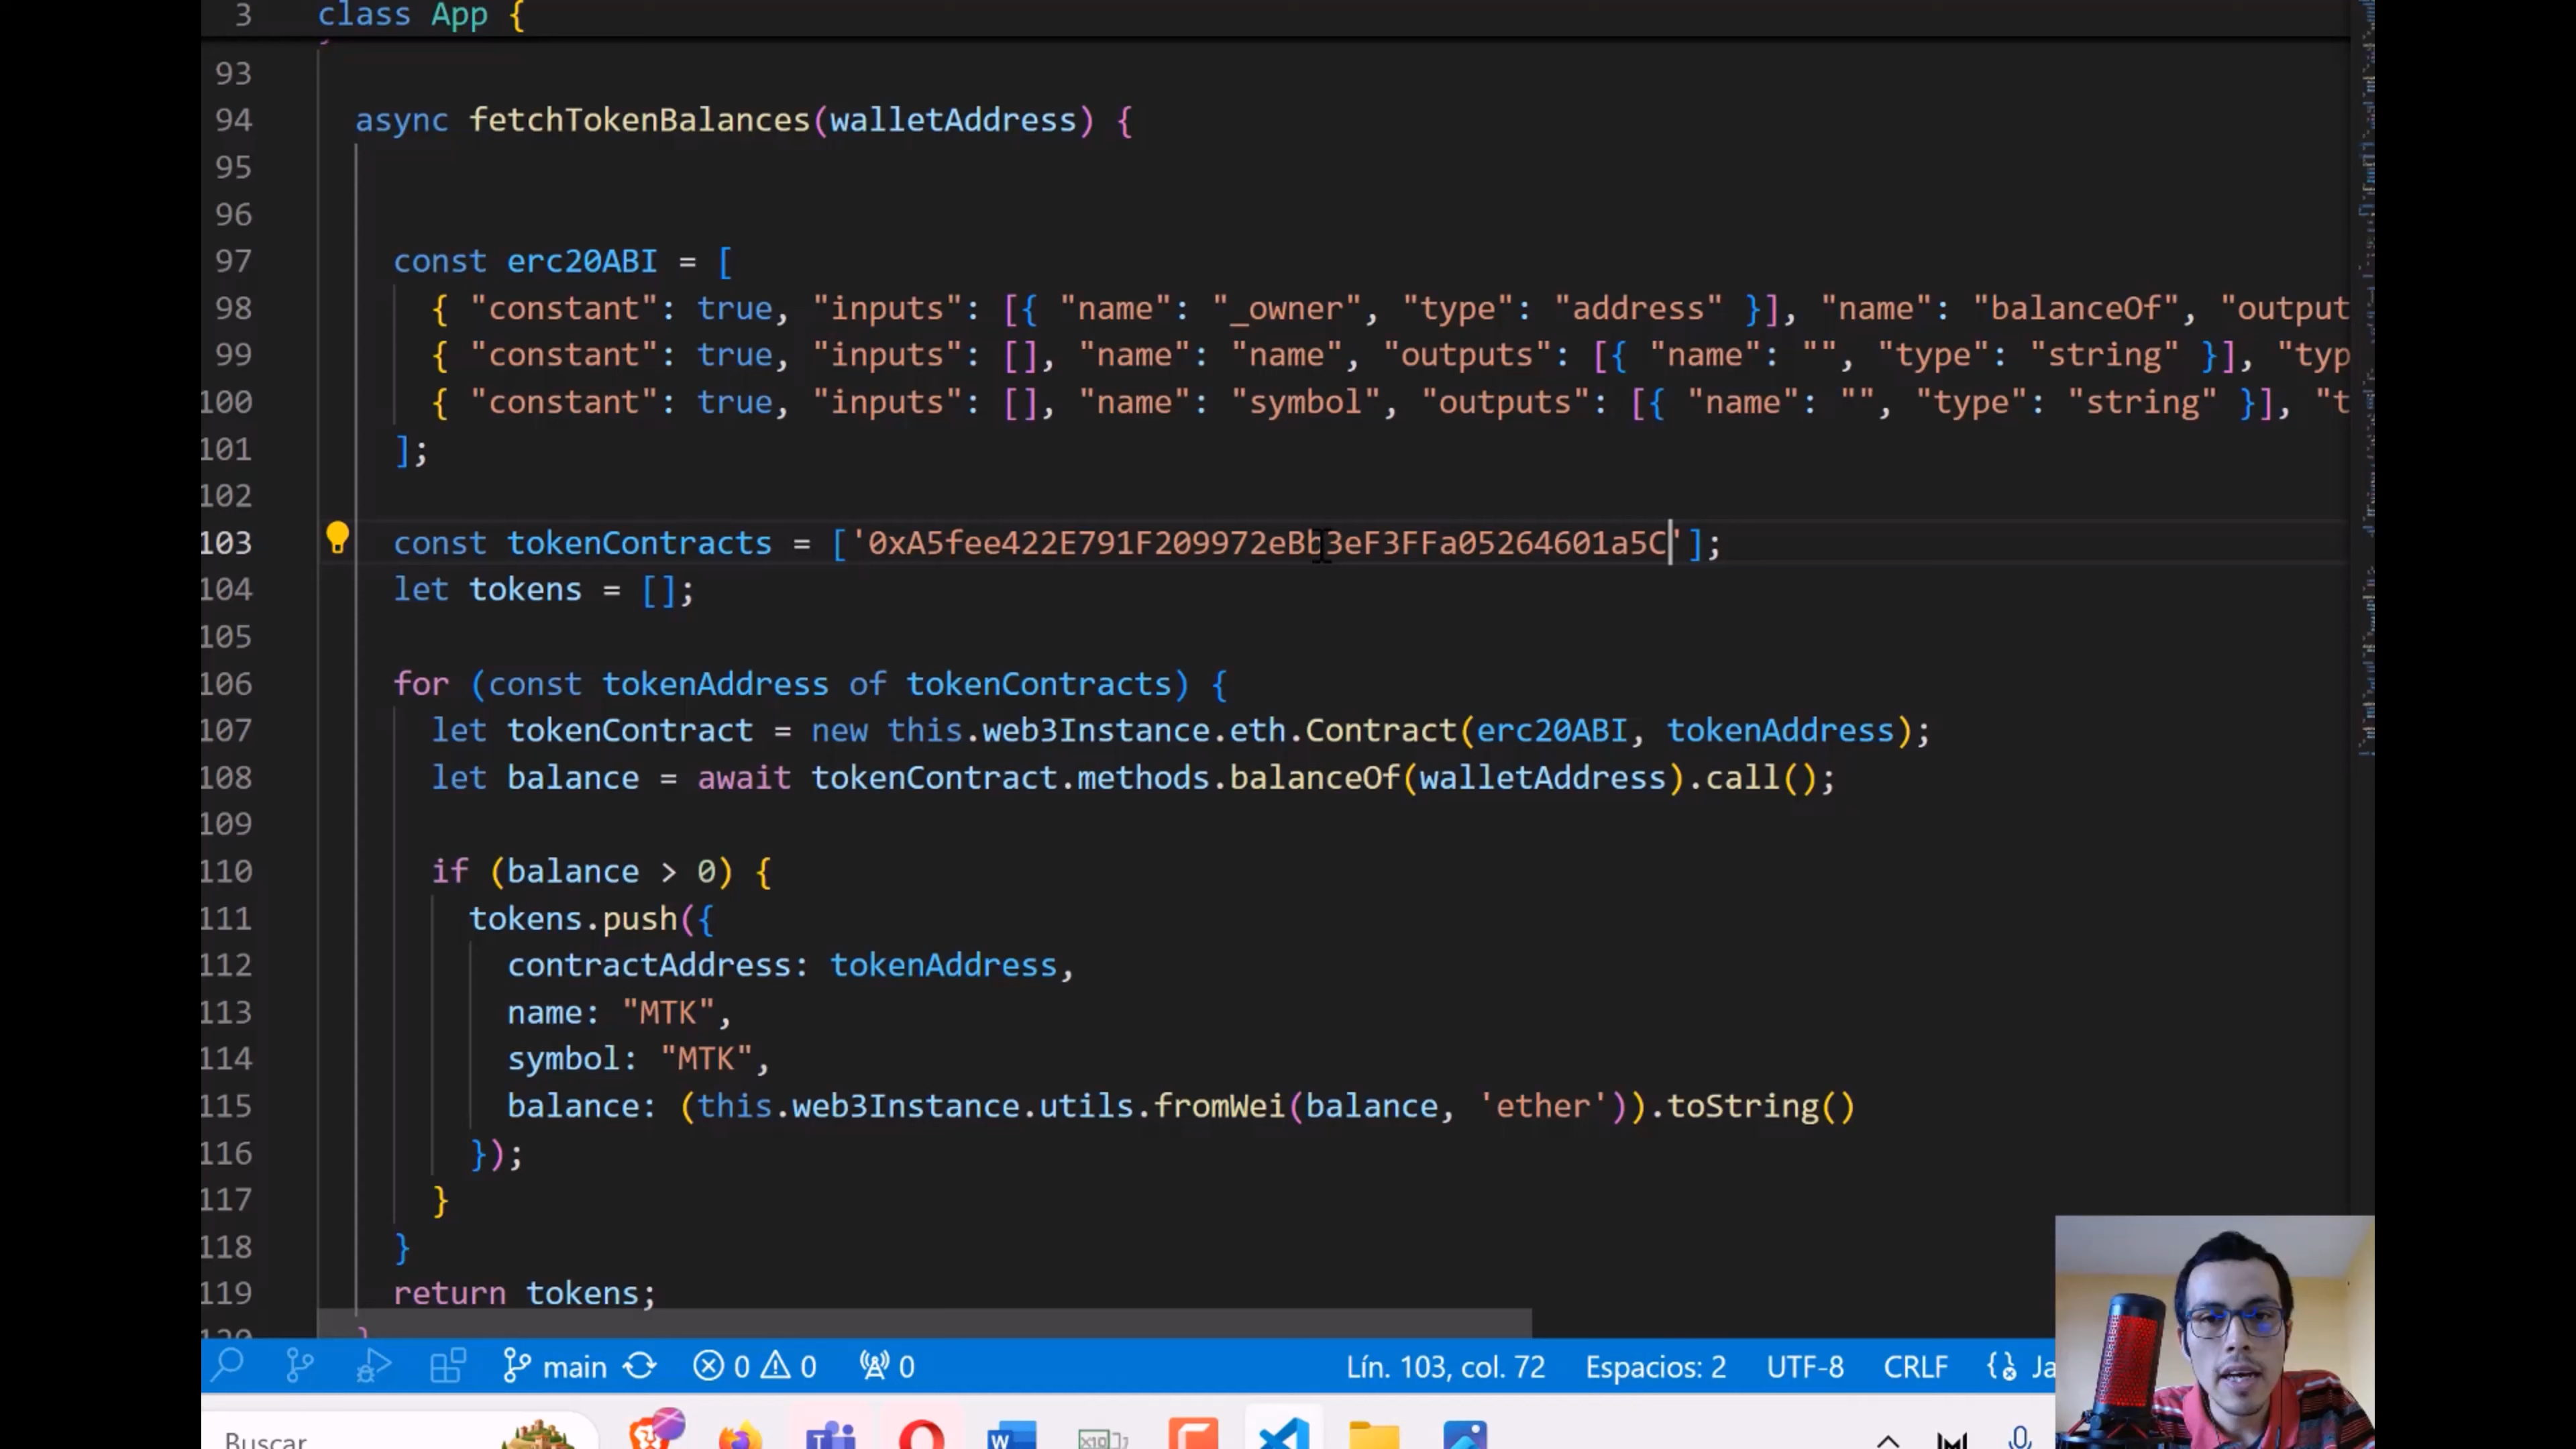 3 class App {
93
94 async fetchTokenBalances(walletAddress) {
95
96
97 const erc20ABI = [
98 { "constant": true, "inputs": [{ "name": "_owner", "type": "address" }], "name": "balanceOf", "output
99 { "constant": true, "inputs": [], "name": "name", "outputs": [{ "name": "", "type": "string" }], "typ
100 { "constant": true, "inputs": [], "name": "symbol", "outputs": [{ "name": "", "type": "string" }], "t
101 ];
102
103 const tokenContracts = ['0xA5fee422E791F209972eBb3eF3FFa05264601a5C'];
104 let tokens = [];
105
106 for (const tokenAddress of tokenContracts) {
107 let tokenContract = new this.web3Instance.eth.Contract(erc20ABI, tokenAddress);
108 let balance = await tokenContract.methods.balanceOf(walletAddress).call();
109
110 if (balance > 0) {
111 tokens.push({
112 contractAddress: tokenAddress,
113 name: "MTK",
114 symbol: "MTK",
115 balance: (this.web3Instance.utils.fromWei(balance, 'ether')).toString()
116 });
117 }
118 }
119 return tokens;
120 }
main 0 0 0 Lín. 103, col. 72 Espacios: 2 UTF-8 CRLF {} Ja
Buscar